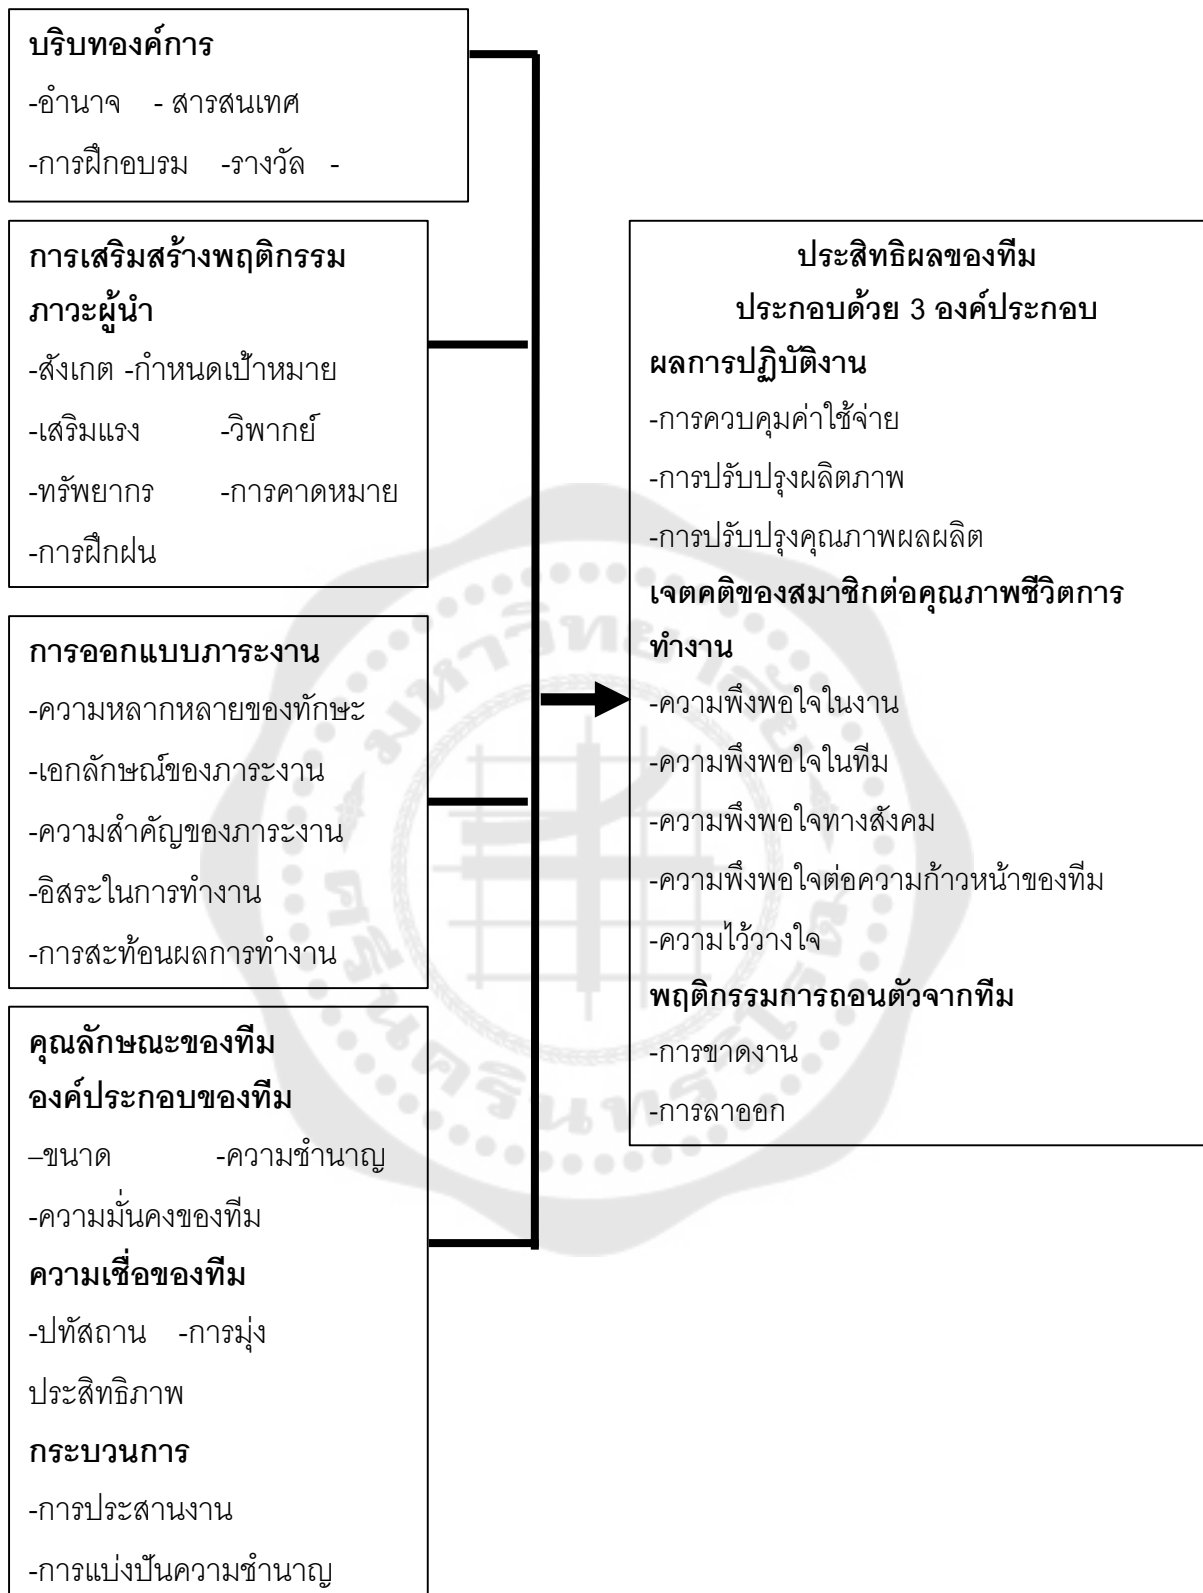 บริบทองค์การ
-อำนาจ - สารสนเทศ
-การฝึกอบรม -รางวัล -
การเสริมสร้างพฤติกรรม
ภาวะผู้นำ
-สังเกต -กำหนดเป้าหมาย
-เสริมแรง -วิพากย์
-ทรัพยากร -การคาดหมาย
-การฝึกฝน
การออกแบบภาระงาน
-ความหลากหลายของทักษะ
-เอกลักษณ์ของภาระงาน
-ความสำคัญของภาระงาน
-อิสระในการทำงาน
-การสะท้อนผลการทำงาน
คุณลักษณะของทีม
องค์ประกอบของทีม
–ขนาด -ความชำนาญ
-ความมั่นคงของทีม
ความเชื่อของทีม
-ปทัสถาน -การมุ่ง
ประสิทธิภาพ
กระบวนการ
-การประสานงาน
-การแบ่งปันความชำนาญ
ประสิทธิผลของทีม
ประกอบด้วย 3 องค์ประกอบ
ผลการปฏิบัติงาน
-การควบคุมค่าใช้จ่าย
-การปรับปรุงผลิตภาพ
-การปรับปรุงคุณภาพผลผลิต
เจตคติของสมาชิกต่อคุณภาพชีวิตการ
ทำงาน
-ความพึงพอใจในงาน
-ความพึงพอใจในทีม
-ความพึงพอใจทางสังคม
-ความพึงพอใจต่อความก้าวหน้าของทีม
-ความไว้วางใจ
พฤติกรรมการถอนตัวจากทีม
-การขาดงาน
-การลาออก
มหาวิทยาลัย
ศรีนครินทรวิโรฒ